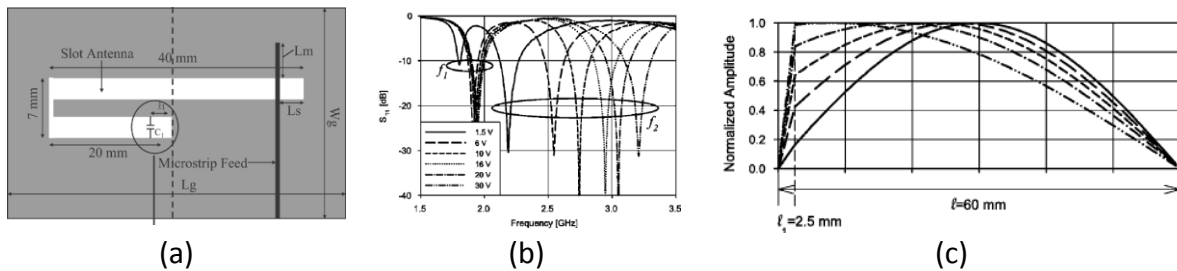 Slot Antenna
40 mm
Lm
7 mm
Ls
Wg
C1
20 mm
Microstrip Feed
Lg
(a)
0
-10
-20
-30
-40
S11 [dB]
f1
f2
1.5 V
6 V
10 V
16 V
20 V
30 V
1.5 2.0 2.5 3.0 3.5
Frequency [GHz]
(b)
1.0
0.8
0.6
0.4
0.2
0.0
Normalized Amplitude
ℓ=60 mm
ℓ1=2.5 mm
(c)